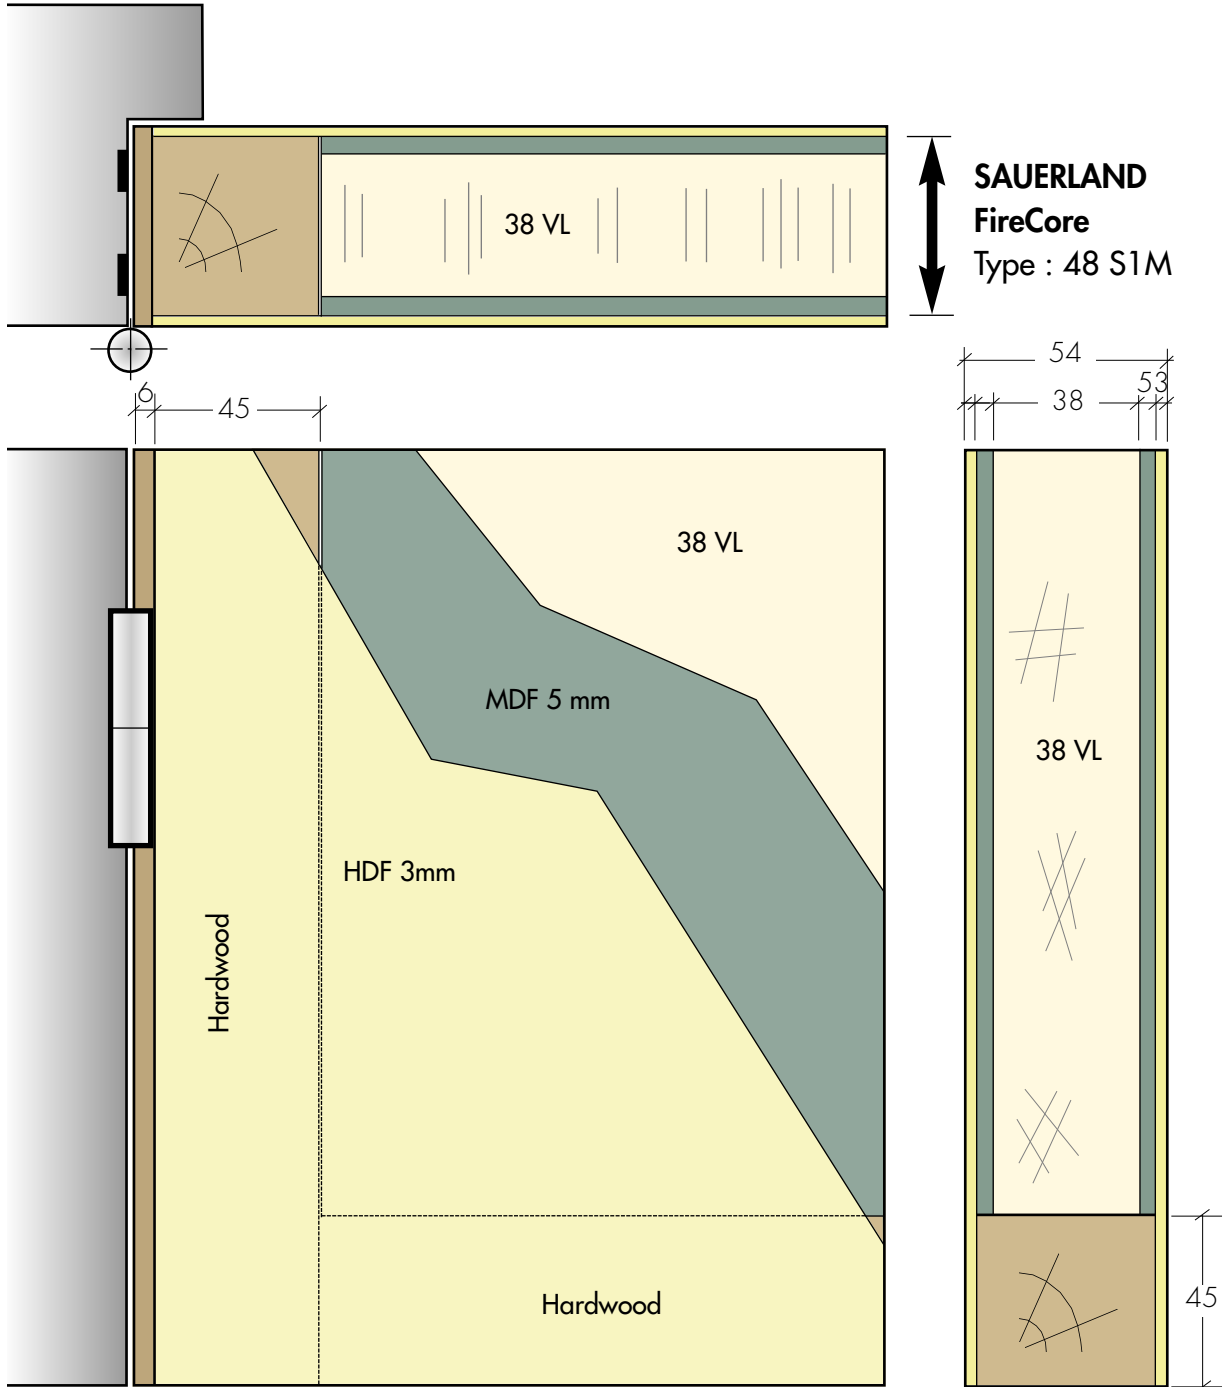 38 VL
SAUERLAND
FireCore
Type : 48 S1M
54
6
45
38
53
38 VL
MDF 5 mm
38 VL
HDF 3mm
Hardwood
Hardwood
45